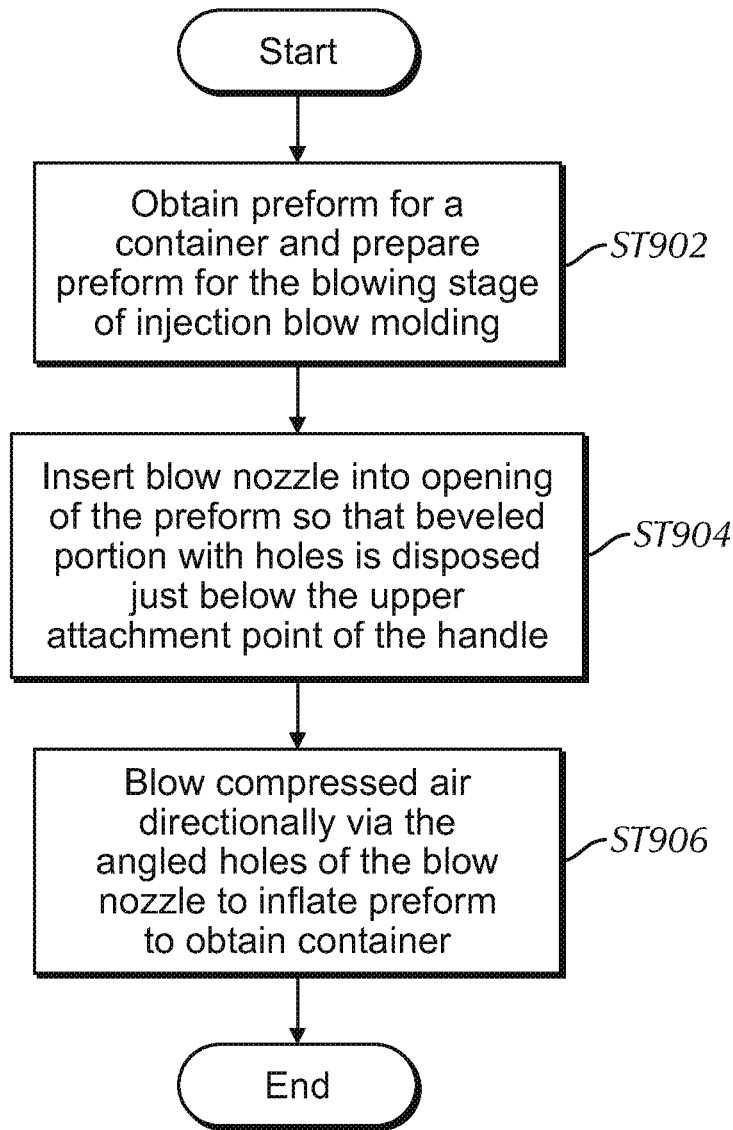 Start
Obtain preform for a
container and prepare
preform for the blowing stage
of injection blow molding
ST902
Insert blow nozzle into opening
of the preform so that beveled
portion with holes is disposed
just below the upper
attachment point of the handle
ST904
Blow compressed air
directionally via the
angled holes of the blow
nozzle to inflate preform
to obtain container
ST906
End